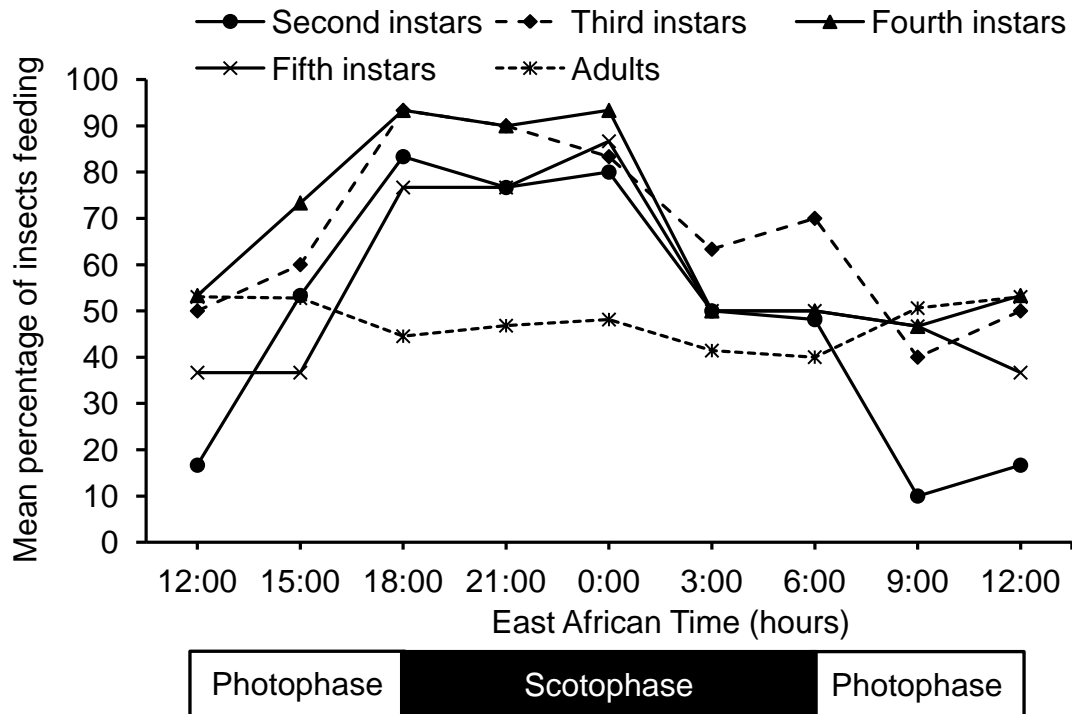 Second instars Third instars Fourth instars
Fifth instars Adults
Mean percentage of insects feeding
100
90
80
70
60
50
40
30
20
10
0
12:00 15:00 18:00 21:00 0:00 3:00 6:00 9:00 12:00
East African Time (hours)
Photophase Scotophase Photophase